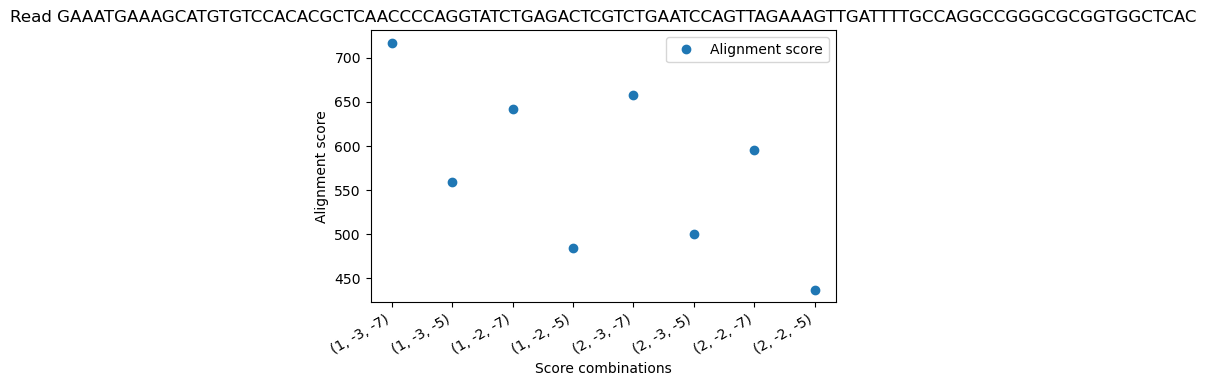 Read GAAATGAAAGCATGTGTCCACACGCTCAACCCCAGGTATCTGAGACTCGTCTGAATCCAGTTAGAAAGTTGATTTTGCCAGGCCGGGCGCGGTGGCTCAC
Alignment score
700
650
600
550
500
450
Alignment score
(1, -3, -7)
(1, -3, -5)
(1, -2, -7)
(1, -2, -5)
(2, -3, -7)
(2, -3, -5)
(2, -2, -7)
(2, -2, -5)
Score combinations